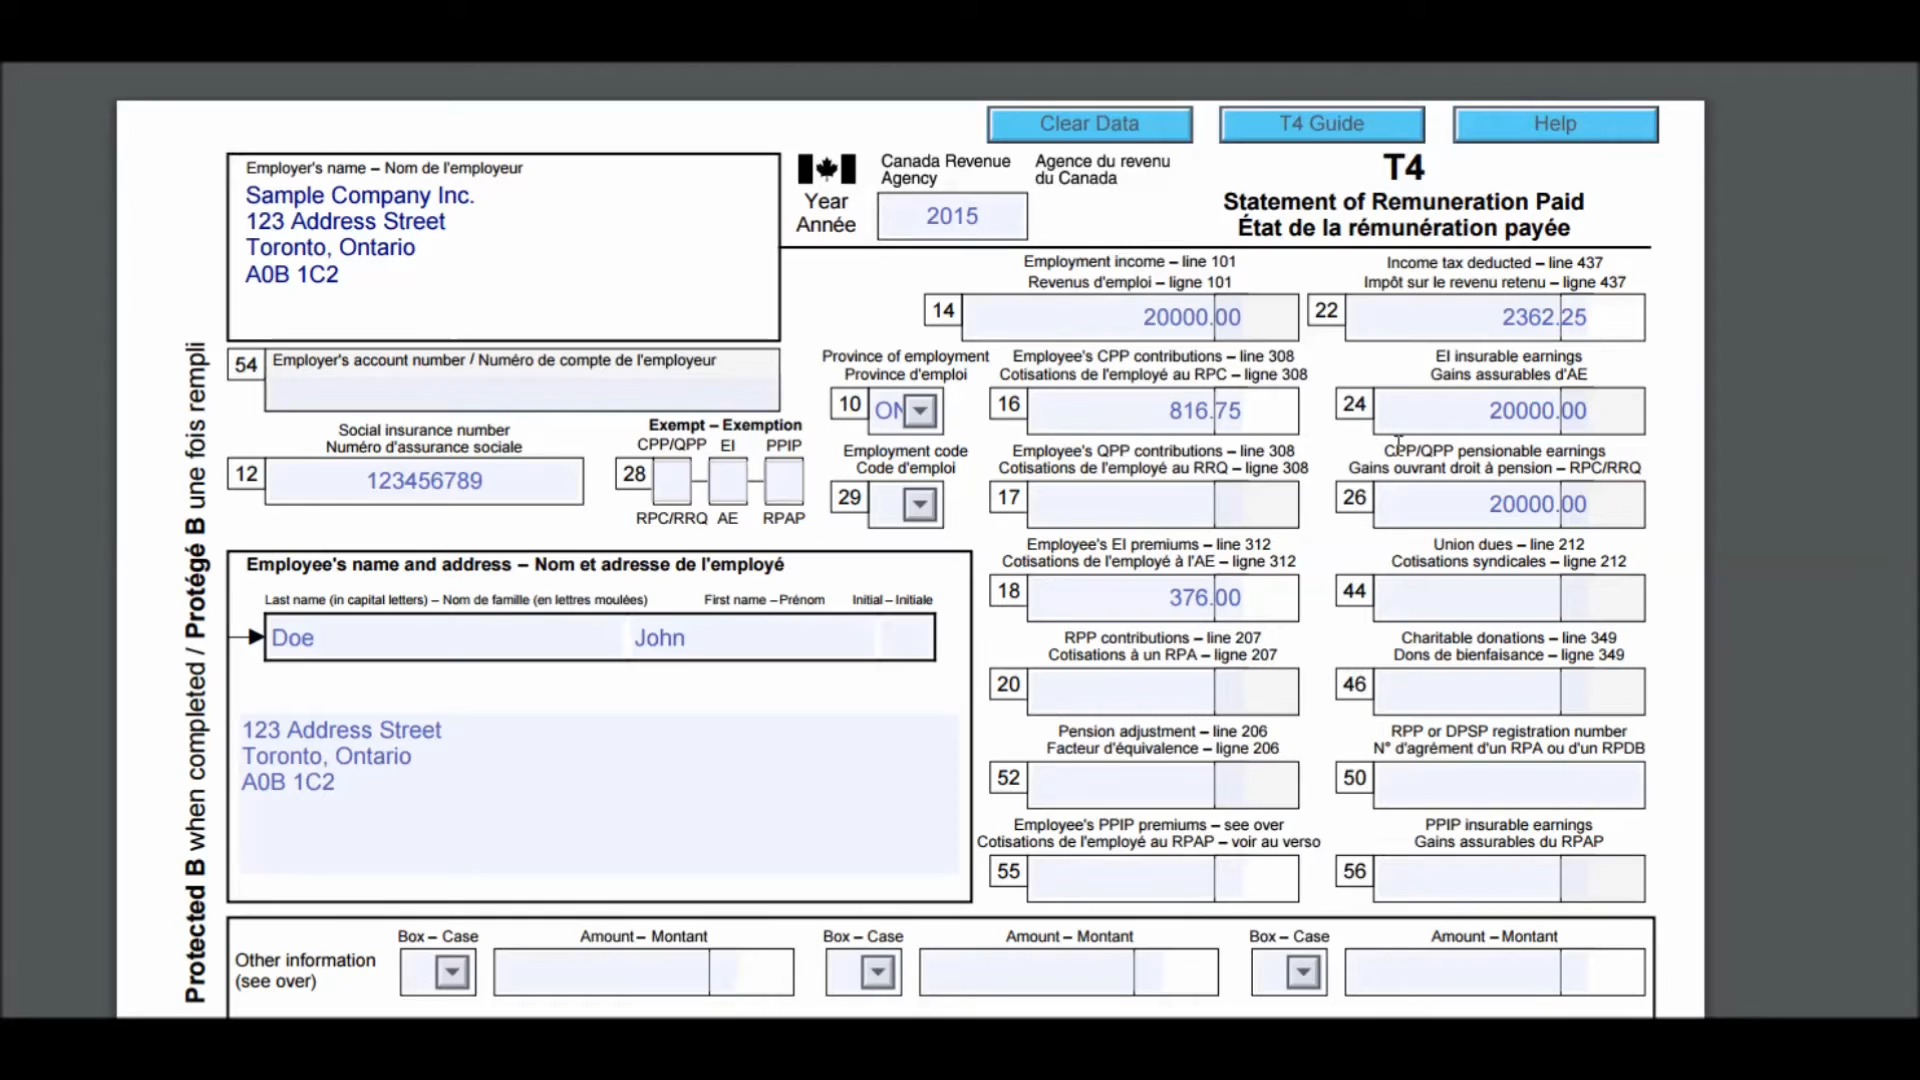 Clear Data
T4 Guide
Help
Employer's name – Nom de l'employeur
Sample Company Inc.
123 Address Street
Toronto, Ontario
A0B 1C2
Canada Revenue Agency
Agence du revenu du Canada
Year
Année
2015
T4
Statement of Remuneration Paid
État de la rémunération payée
Employment income – line 101
Revenus d'emploi – ligne 101
14
20000.00
Income tax deducted – line 437
Impôt sur le revenu retenu – ligne 437
22
2362.25
54
Employer's account number / Numéro de compte de l'employeur
Province of employment
Province d'emploi
10
ON
Employee's CPP contributions – line 308
Cotisations de l'employé au RPC – ligne 308
16
816.75
EI insurable earnings
Gains assurables d'AE
24
20000.00
Social insurance number
Numéro d'assurance sociale
12
123456789
Exempt – Exemption
CPP/QPP EI PPIP
28
RPC/RRQ AE RPAP
Employment code
Code d'emploi
29
Employee's QPP contributions – line 308
Cotisations de l'employé au RRQ – ligne 308
17
CPP/QPP pensionable earnings
Gains ouvrant droit à pension – RPC/RRQ
26
20000.00
Employee's EI premiums – line 312
Cotisations de l'employé à l'AE – ligne 312
18
376.00
Union dues – line 212
Cotisations syndicales – ligne 212
44
Employee's name and address – Nom et adresse de l'employé
Last name (in capital letters) – Nom de famille (en lettres moulées)
First name – Prénom
Initial – Initiale
Doe
John
123 Address Street
Toronto, Ontario
A0B 1C2
RPP contributions – line 207
Cotisations à un RPA – ligne 207
20
Charitable donations – line 349
Dons de bienfaisance – ligne 349
46
Pension adjustment – line 206
Facteur d'équivalence – ligne 206
52
RPP or DPSP registration number
N° d'agrément d'un RPA ou d'un RPDB
50
Employee's PPIP premiums – see over
Cotisations de l'employé au RPAP – voir au verso
55
PPIP insurable earnings
Gains assurables du RPAP
56
Protected B when completed / Protégé B une fois rempli
Other information
(see over)
Box – Case
Amount – Montant
Box – Case
Amount – Montant
Box – Case
Amount – Montant